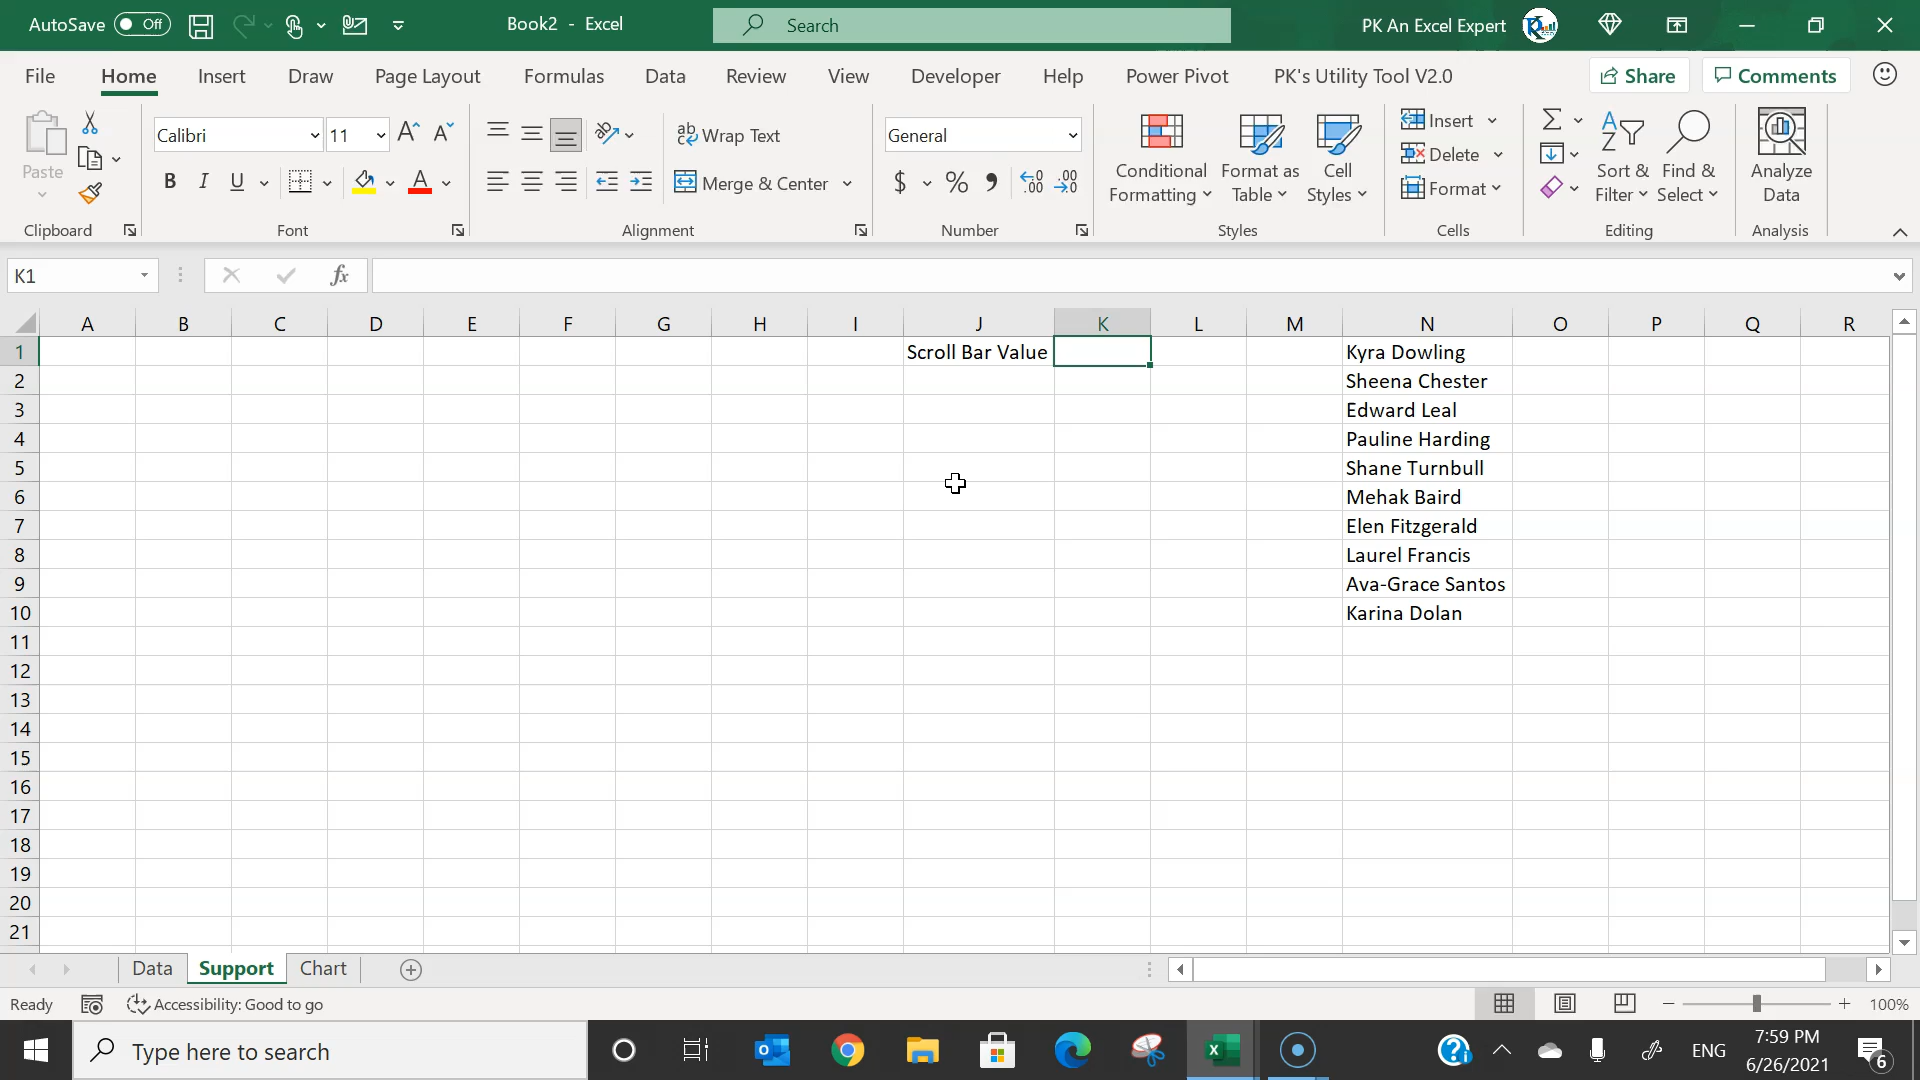 AutoSave Off Book2 - Excel Search PK An Excel Expert
File Home Insert Draw Page Layout Formulas Data Review View Developer Help Power Pivot PK's Utility Tool V2.0 Share Comments
Paste
Calibri 11
B I U
A
ab Wrap Text
Merge & Center
General
$ % 9 .00 .00
Conditional Formatting
Format as Table
Cell Styles
Insert
Delete
Format
Sort & Filter
Find & Select
Analyze Data
Clipboard Font Alignment Number Styles Cells Editing Analysis
K1 fx
A B C D E F G H I J K L M N O P Q R
1 Scroll Bar Value Kyra Dowling
2 Sheena Chester
3 Edward Leal
4 Pauline Harding
5 Shane Turnbull
6 Mehak Baird
7 Elen Fitzgerald
8 Laurel Francis
9 Ava-Grace Santos
10 Karina Dolan
11
12
13
14
15
16
17
18
19
20
21
Data Support Chart
Ready Accessibility: Good to go 100%
Type here to search ENG 7:59 PM
6/26/2021 6